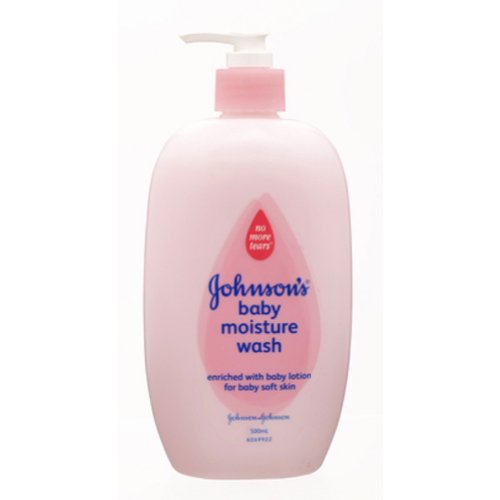 no
more
tears®
Johnson's®
baby
moisture
wash
enriched with baby lotion
for baby soft skin
Johnson & Johnson
500mL